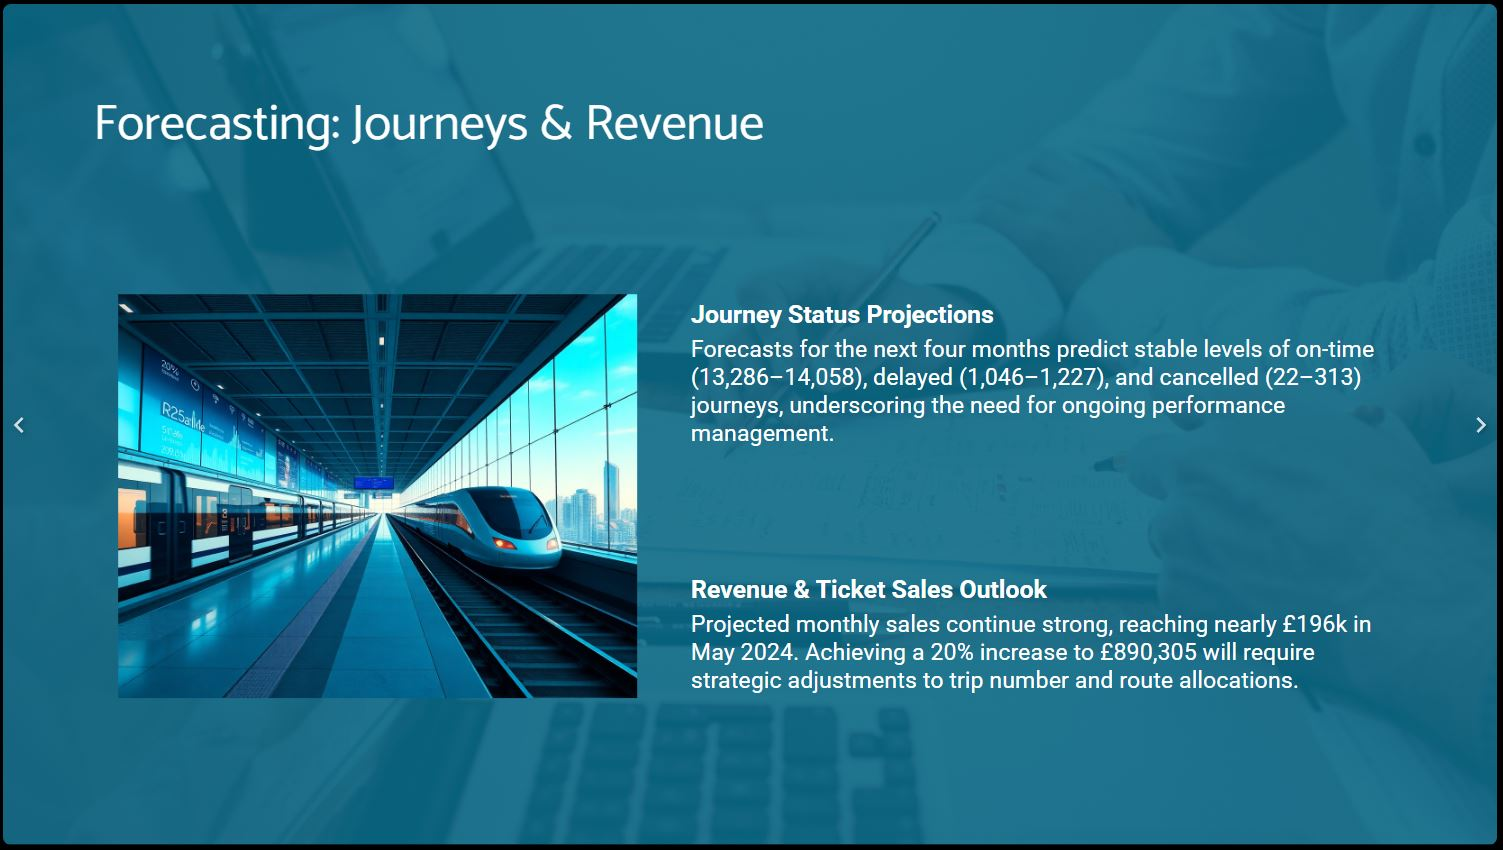 Forecasting: Journeys & Revenue
Journey Status Projections
Forecasts for the next four months predict stable levels of on-time
(13,286–14,058), delayed (1,046–1,227), and cancelled (22–313)
journeys, underscoring the need for ongoing performance
management.
Revenue & Ticket Sales Outlook
Projected monthly sales continue strong, reaching nearly £196k in
May 2024. Achieving a 20% increase to £890,305 will require
strategic adjustments to trip number and route allocations.
20%